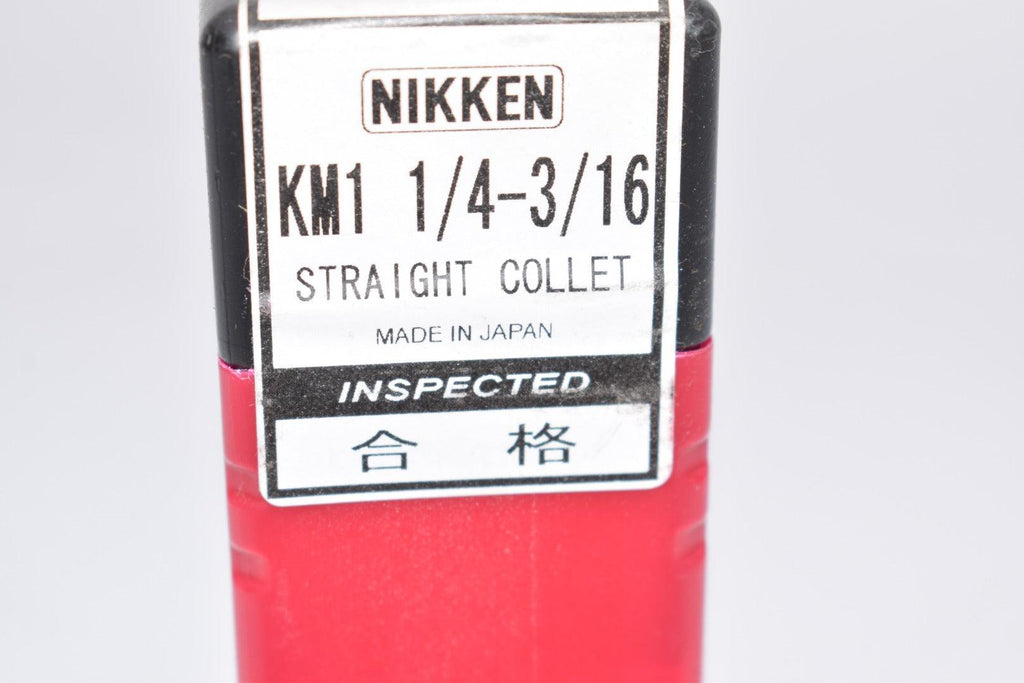 NIKKEN
KM1 1/4-3/16
STRAIGHT COLLET
MADE IN JAPAN
INSPECTED
合 格